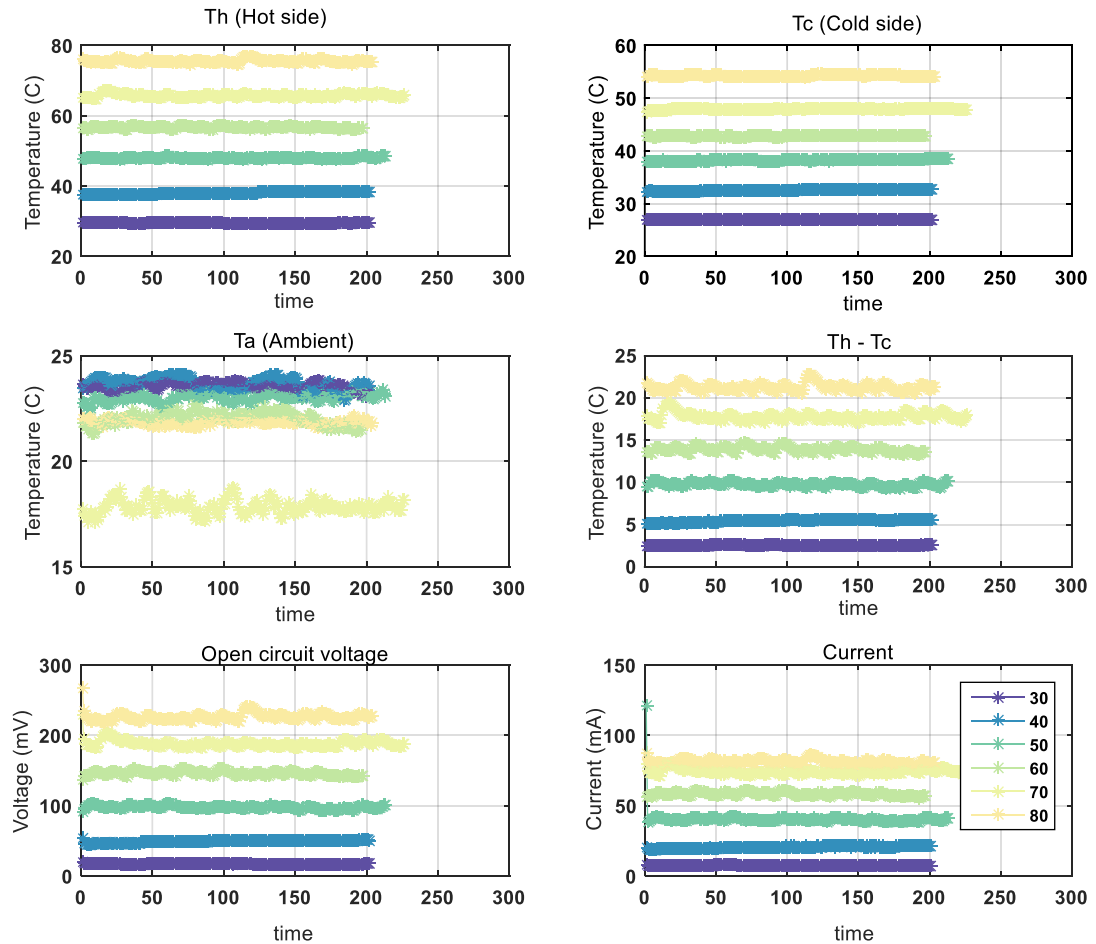 Th (Hot side)
Temperature (C)
80
60
40
20
0 50 100 150 200 250 300
time
Tc (Cold side)
Temperature (C)
60
50
40
30
20
0 50 100 150 200 250 300
time
Ta (Ambient)
Temperature (C)
25
20
15
0 50 100 150 200 250 300
time
Th - Tc
Temperature (C)
25
20
15
10
5
0
0 50 100 150 200 250 300
time
Open circuit voltage
Voltage (mV)
300
200
100
0
0 50 100 150 200 250 300
time
Current
Current (mA)
150
100
50
0
0 50 100 150 200 250 300
time
30
40
50
60
70
80